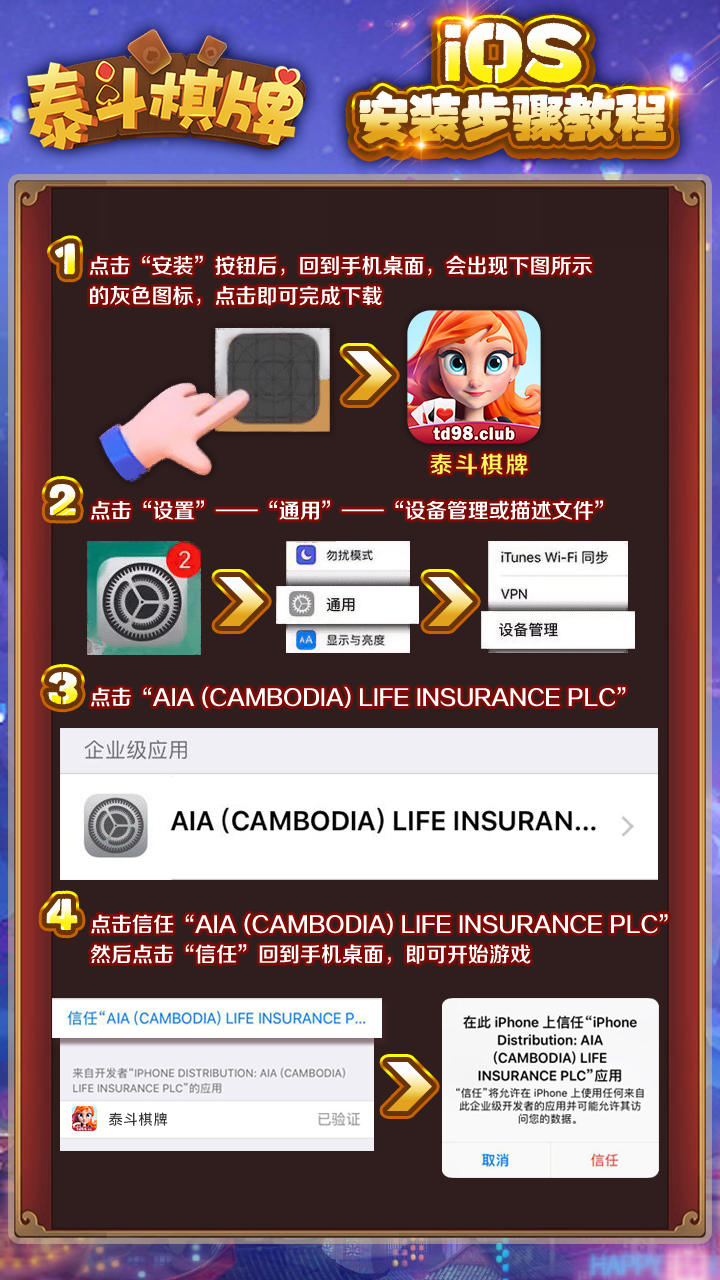 泰斗棋牌
iOS
安装步骤教程
1 点击“安装”按钮后，回到手机桌面，会出现下图所示
的灰色图标，点击即可完成下载
td98.club
泰斗棋牌
2 点击“设置”——“通用”——“设备管理或描述文件”
2
勿扰模式
通用
AA 显示与亮度
iTunes Wi-Fi 同步
VPN
设备管理
3 点击“AIA (CAMBODIA) LIFE INSURANCE PLC”
企业级应用
AIA (CAMBODIA) LIFE INSURAN...
4 点击信任“AIA (CAMBODIA) LIFE INSURANCE PLC”
然后点击“信任”回到手机桌面，即可开始游戏
信任“AIA (CAMBODIA) LIFE INSURANCE P...
来自开发者“IPHONE DISTRIBUTION: AIA (CAMBODIA)
LIFE INSURANCE PLC”的应用
泰斗棋牌 已验证
在此 iPhone 上信任“iPhone
Distribution: AIA
(CAMBODIA) LIFE
INSURANCE PLC”应用
“信任”将允许在 iPhone 上使用任何来自
此企业级开发者的应用并可能允许其访
问您的数据。
取消 信任
HAPPY